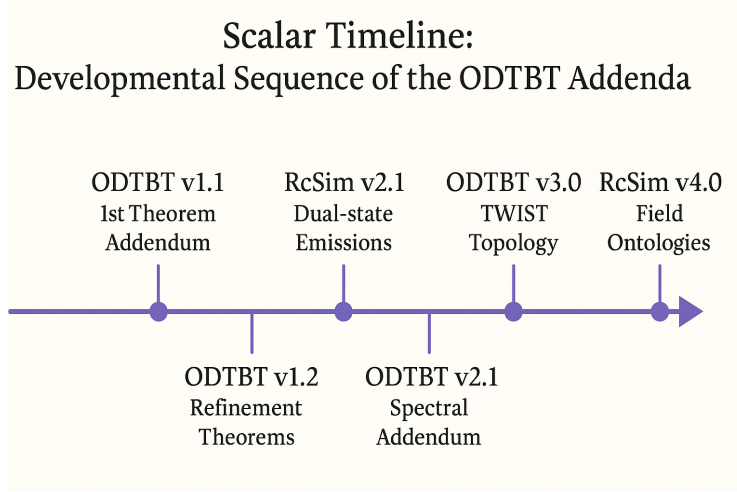 Scalar Timeline:
Developmental Sequence of the ODTBT Addenda
ODTBT v1.1
1st Theorem
Addendum
RcSim v2.1
Dual-state
Emissions
ODTBT v3.0
TWIST
Topology
RcSim v4.0
Field
Ontologies
ODTBT v1.2
Refinement
Theorems
ODTBT v2.1
Spectral
Addendum